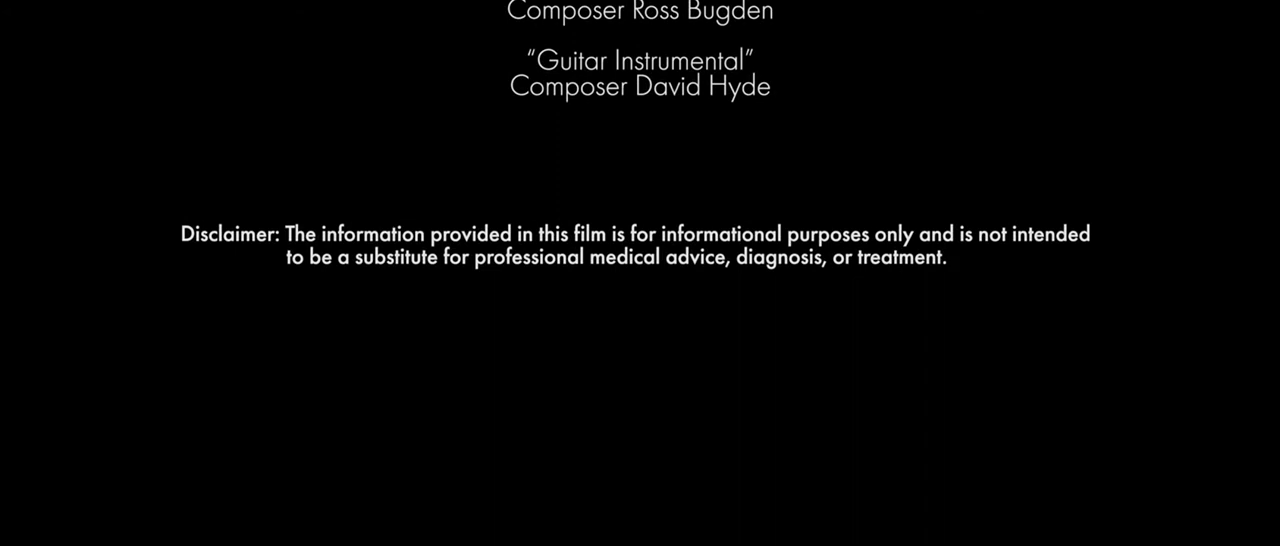 Composer Ross Bugden
“Guitar Instrumental”
Composer David Hyde
Disclaimer: The information provided in this film is for informational purposes only and is not intended
to be a substitute for professional medical advice, diagnosis, or treatment.